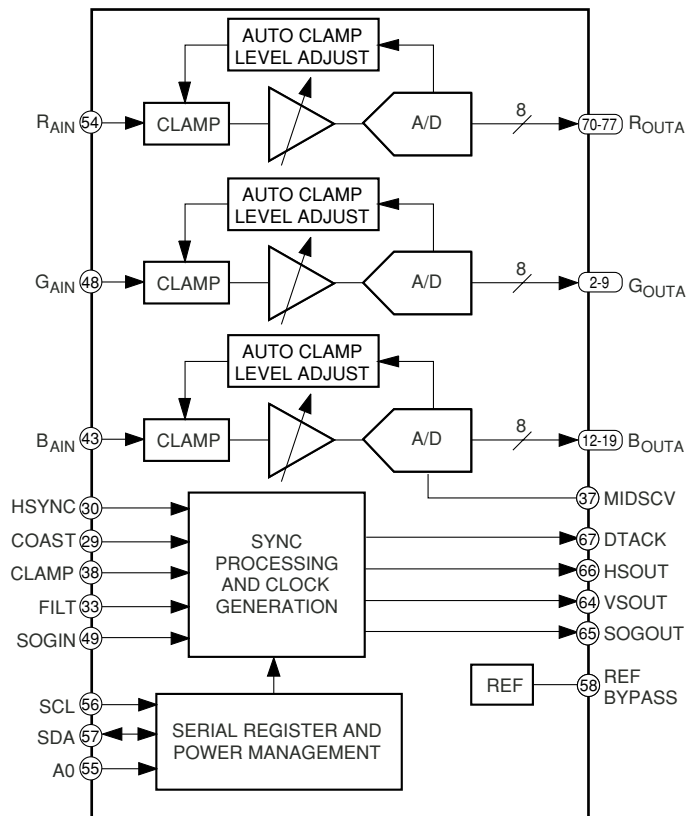 AUTO CLAMP
LEVEL ADJUST
R_AIN 54 CLAMP A/D 8 70-77 R_OUTA
AUTO CLAMP
LEVEL ADJUST
G_AIN 48 CLAMP A/D 8 2-9 G_OUTA
AUTO CLAMP
LEVEL ADJUST
B_AIN 43 CLAMP A/D 8 12-19 B_OUTA
37 MIDSCV
HSYNC 30
COAST 29
CLAMP 38
FILT 33
SOGIN 49
SYNC
PROCESSING
AND CLOCK
GENERATION
67 DTACK
66 HSOUT
64 VSOUT
65 SOGOUT
REF 58 REF
BYPASS
SCL 56
SDA 57
A0 55
SERIAL REGISTER AND
POWER MANAGEMENT